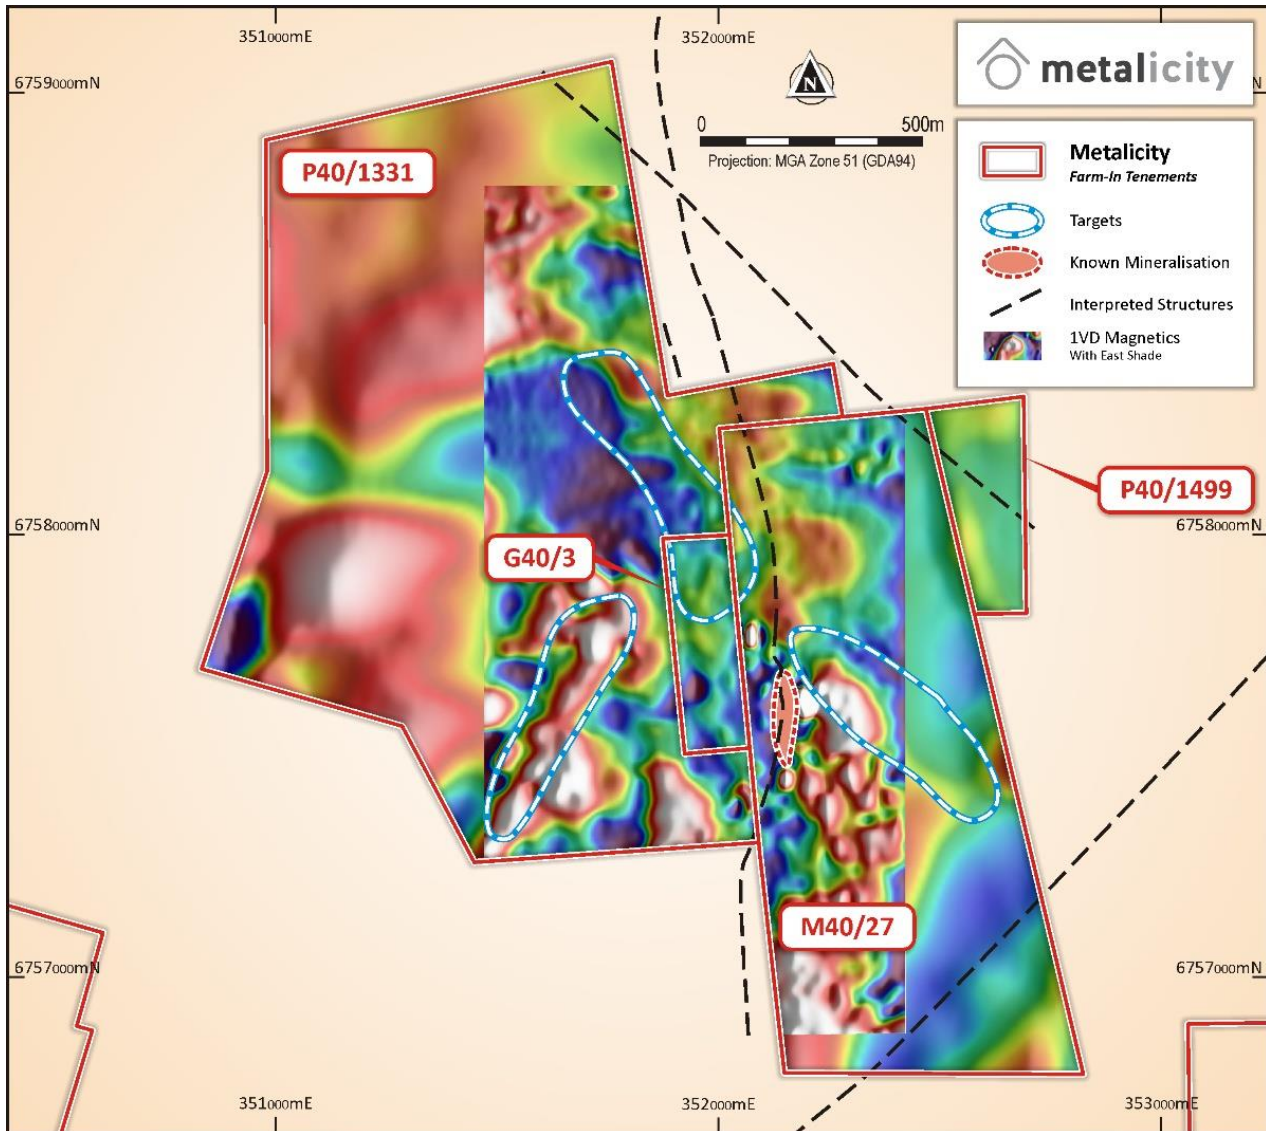 351000mE
352000mE
6759000mN
N
metalicity
N
0
500m
Projection: MGA Zone 51 (GDA94)
Metalicity
Farm-In Tenements
Targets
Known Mineralisation
Interpreted Structures
1VD Magnetics
With East Shade
P40/1331
P40/1499
6758000mN
6758000mN
G40/3
M40/27
6757000mN
6757000mN
351000mE
352000mE
353000mE